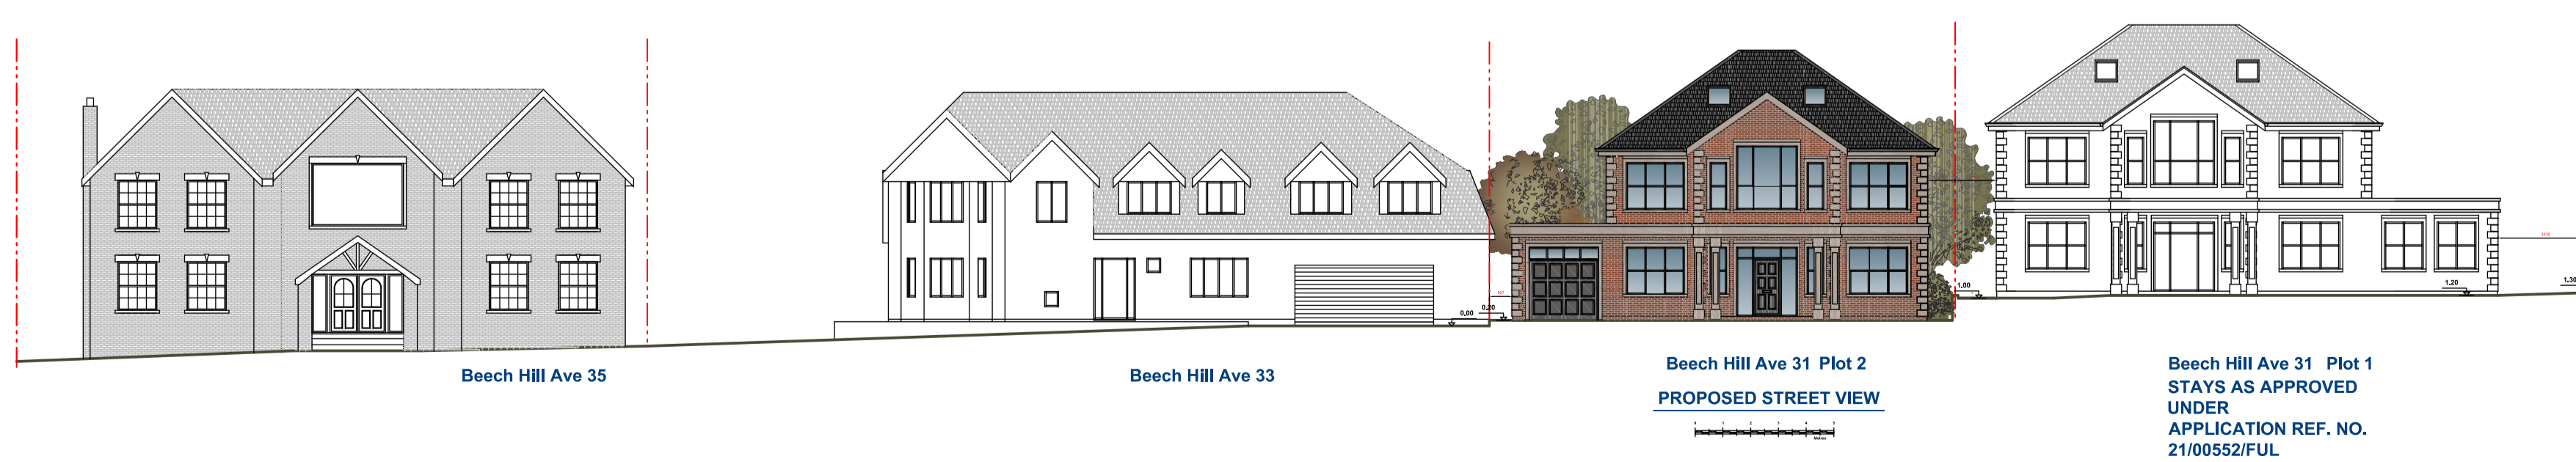 Beech Hill Ave 35
Beech Hill Ave 33
0,00
0,20
Beech Hill Ave 31 Plot 2
PROPOSED STREET VIEW
Metres
1,00
Beech Hill Ave 31 Plot 1
STAYS AS APPROVED
UNDER
APPLICATION REF. NO.
21/00552/FUL
1,20
1,30